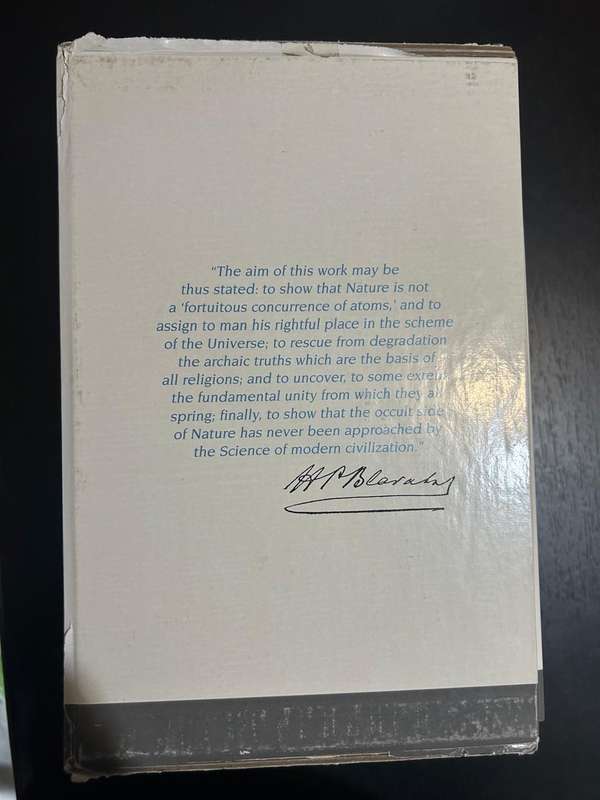 "The aim of this work may be
thus stated: to show that Nature is not
a 'fortuitous concurrence of atoms,' and to
assign to man his rightful place in the scheme
of the Universe; to rescue from degradation
the archaic truths which are the basis of
all religions; and to uncover, to some extent,
the fundamental unity from which they all
spring; finally, to show that the occult side
of Nature has never been approached by
the Science of modern civilization."
H P Blavatsky